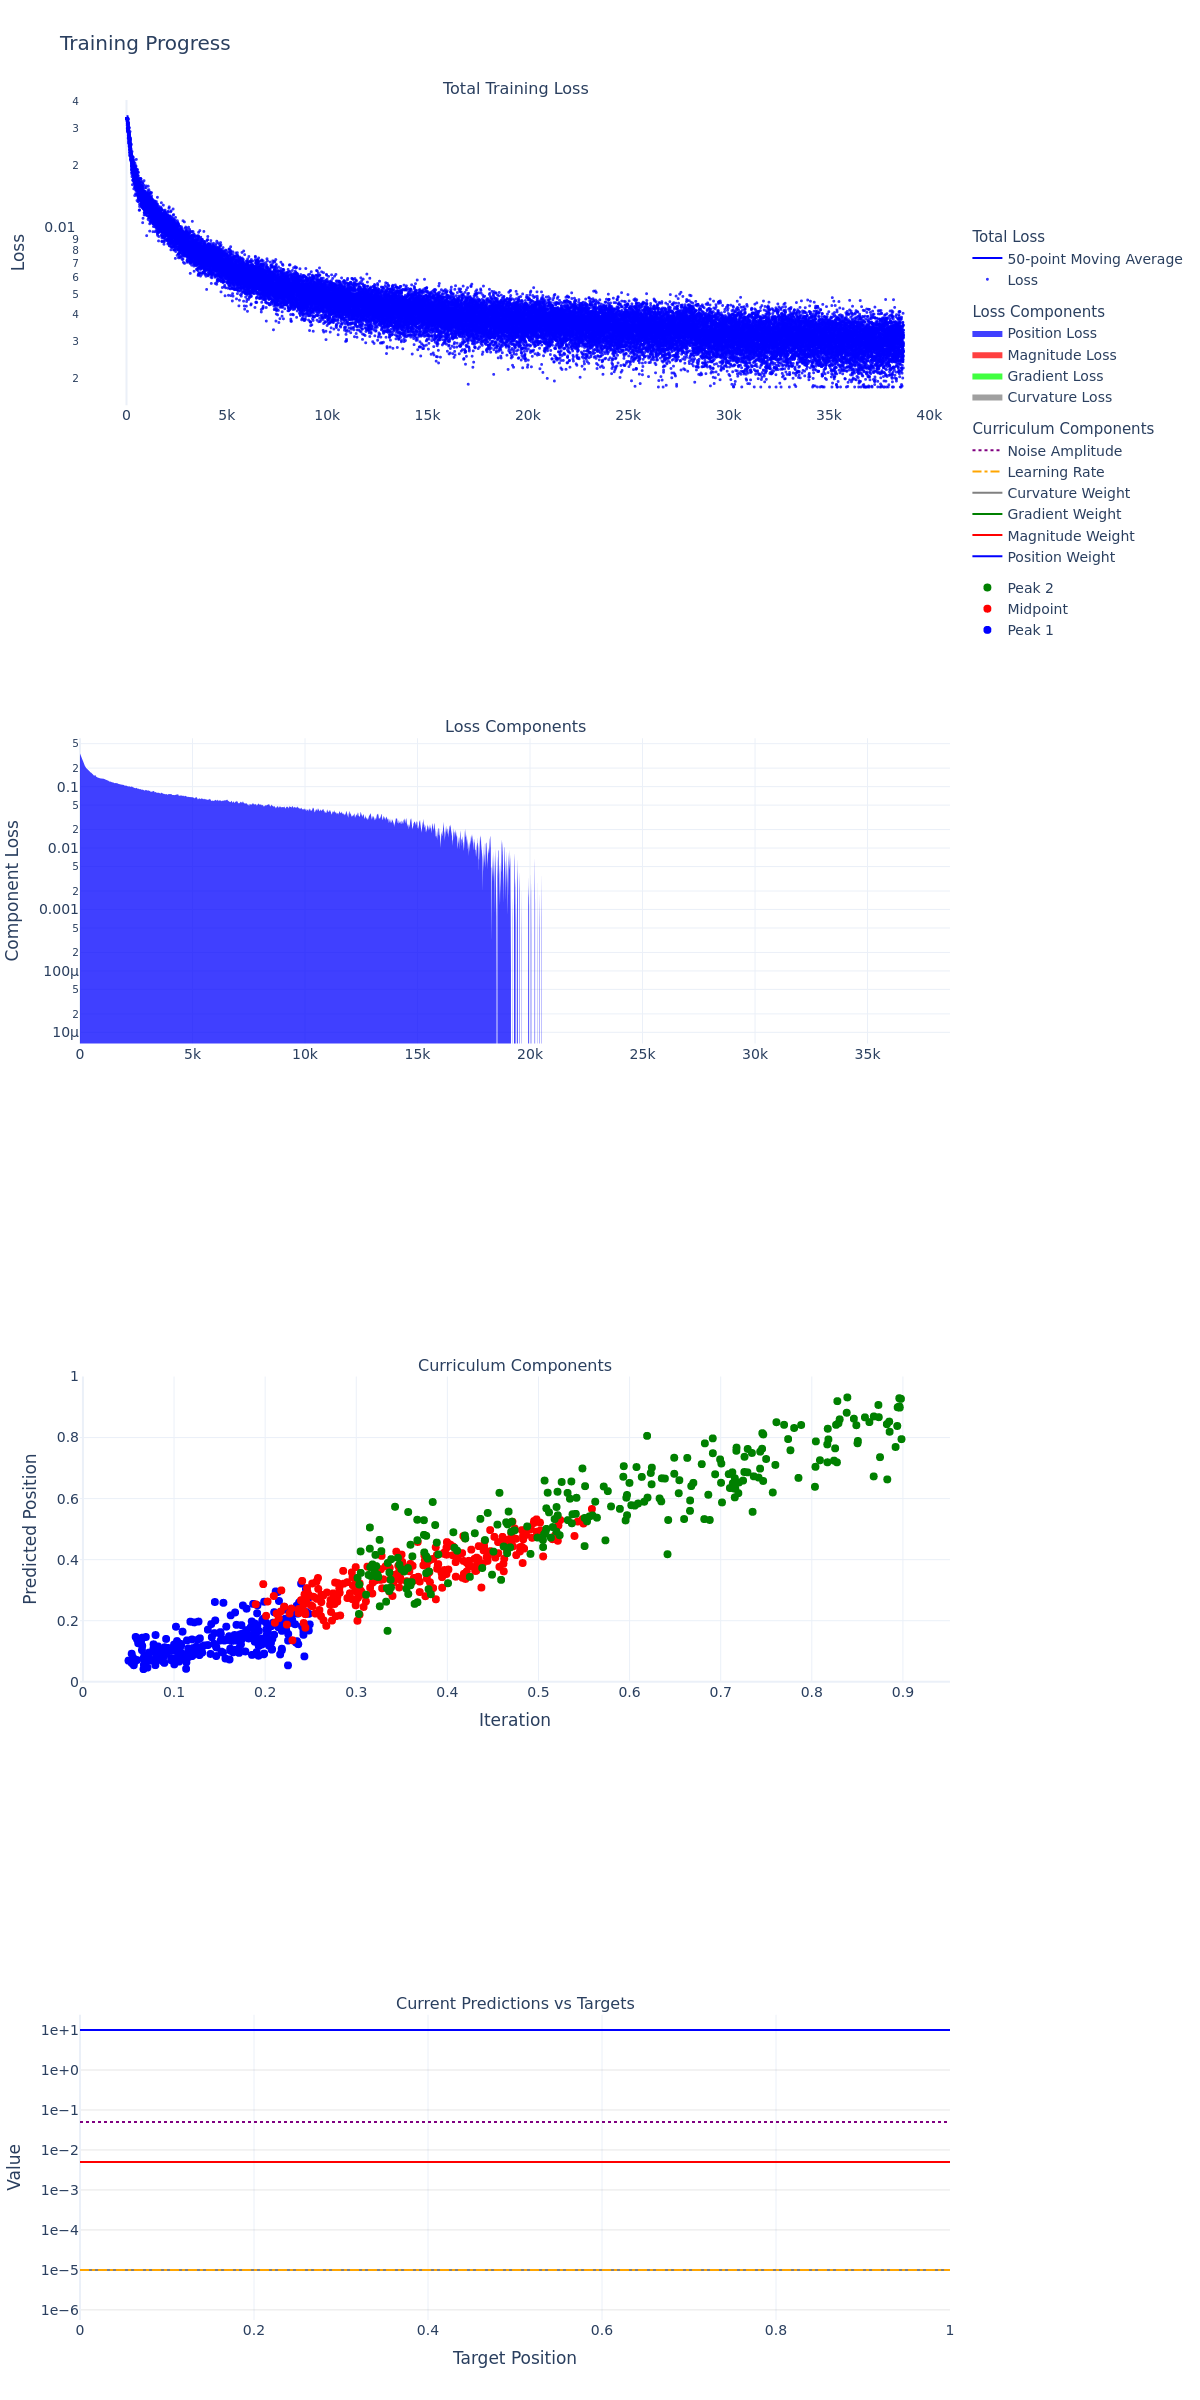 Training Progress
Total Training Loss
4
3
2
0.01
9
8
7
6
5
4
3
2
Loss
0
5k
10k
15k
20k
25k
30k
35k
40k
Total Loss
50-point Moving Average
Loss
Loss Components
Position Loss
Magnitude Loss
Gradient Loss
Curvature Loss
Curriculum Components
Noise Amplitude
Learning Rate
Curvature Weight
Gradient Weight
Magnitude Weight
Position Weight
Peak 2
Midpoint
Peak 1
Loss Components
5
2
0.1
5
2
0.01
5
2
0.001
5
2
100μ
5
2
10μ
Component Loss
0
5k
10k
15k
20k
25k
30k
35k
Curriculum Components
1
0.8
0.6
0.4
0.2
0
Predicted Position
0
0.1
0.2
0.3
0.4
0.5
0.6
0.7
0.8
0.9
Iteration
Current Predictions vs Targets
1e+1
1e+0
1e−1
1e−2
1e−3
1e−4
1e−5
1e−6
Value
0
0.2
0.4
0.6
0.8
1
Target Position